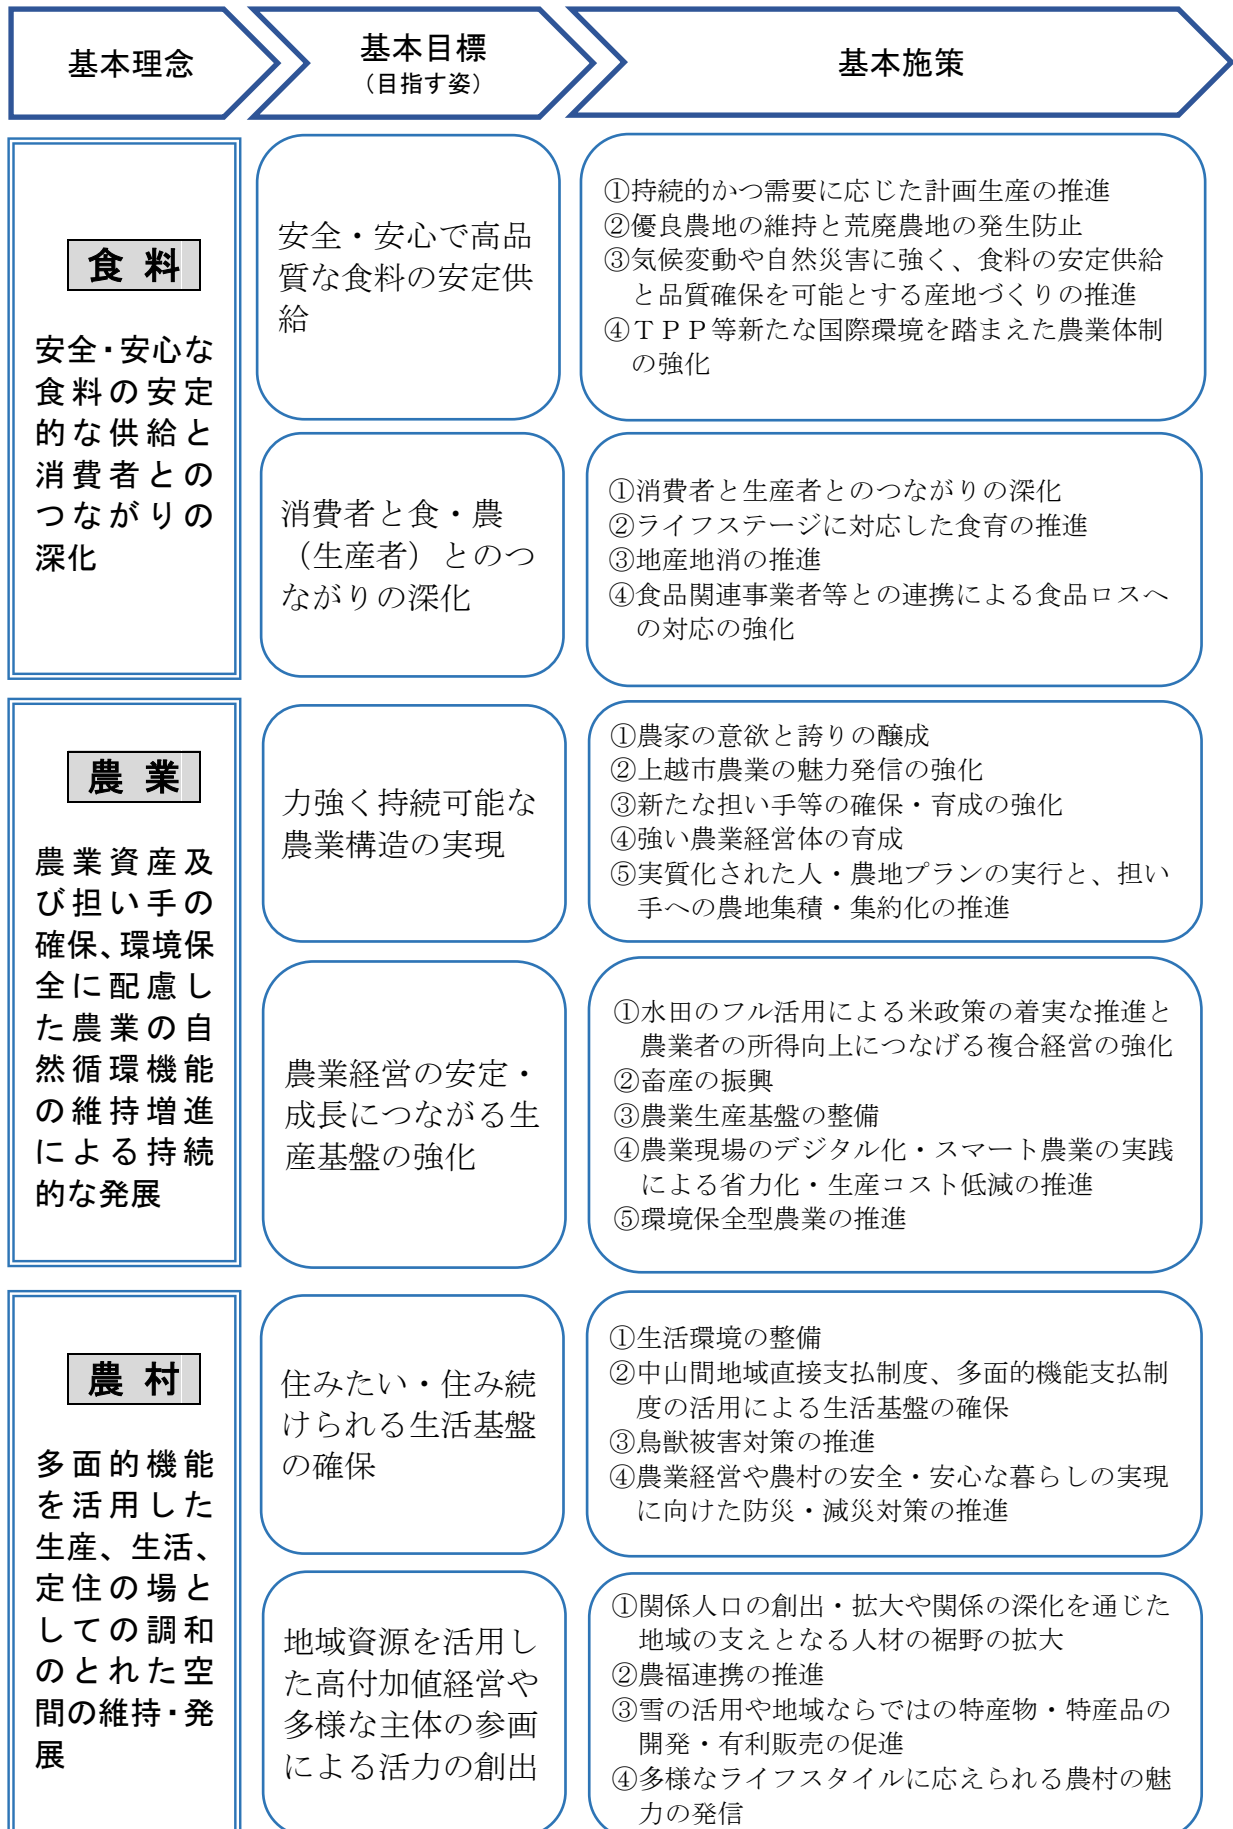 基本理念
基本目標
(目指す姿)
基本施策
食 料
安全・安心な
食料の安定
的な供給と
消費者との
つながりの
深化
安全・安心で高品
質な食料の安定供
給
①持続的かつ需要に応じた計画生産の推進
②優良農地の維持と荒廃農地の発生防止
③気候変動や自然災害に強く、食料の安定供給
と品質確保を可能とする産地づくりの推進
④ＴＰＰ等新たな国際環境を踏まえた農業体制
の強化
消費者と食・農
（生産者）とのつ
ながりの深化
①消費者と生産者とのつながりの深化
②ライフステージに対応した食育の推進
③地産地消の推進
④食品関連事業者等との連携による食品ロスへ
の対応の強化
農 業
農業資産及
び担い手の
確保、環境保
全に配慮し
た農業の自
然循環機能
の維持増進
による持続
的な発展
力強く持続可能な
農業構造の実現
①農家の意欲と誇りの醸成
②上越市農業の魅力発信の強化
③新たな担い手等の確保・育成の強化
④強い農業経営体の育成
⑤実質化された人・農地プランの実行と、担い
手への農地集積・集約化の推進
農業経営の安定・
成長につながる生
産基盤の強化
①水田のフル活用による米政策の着実な推進と
農業者の所得向上につなげる複合経営の強化
②畜産の振興
③農業生産基盤の整備
④農業現場のデジタル化・スマート農業の実践
による省力化・生産コスト低減の推進
⑤環境保全型農業の推進
農 村
多面的機能
を活用した
生産、生活、
定住の場と
しての調和
のとれた空
間の維持・発
展
住みたい・住み続
けられる生活基盤
の確保
①生活環境の整備
②中山間地域直接支払制度、多面的機能支払制
度の活用による生活基盤の確保
③鳥獣被害対策の推進
④農業経営や農村の安全・安心な暮らしの実現
に向けた防災・減災対策の推進
地域資源を活用し
た高付加値経営や
多様な主体の参画
による活力の創出
①関係人口の創出・拡大や関係の深化を通じた
地域の支えとなる人材の裾野の拡大
②農福連携の推進
③雪の活用や地域ならではの特産物・特産品の
開発・有利販売の促進
④多様なライフスタイルに応えられる農村の魅
力の発信